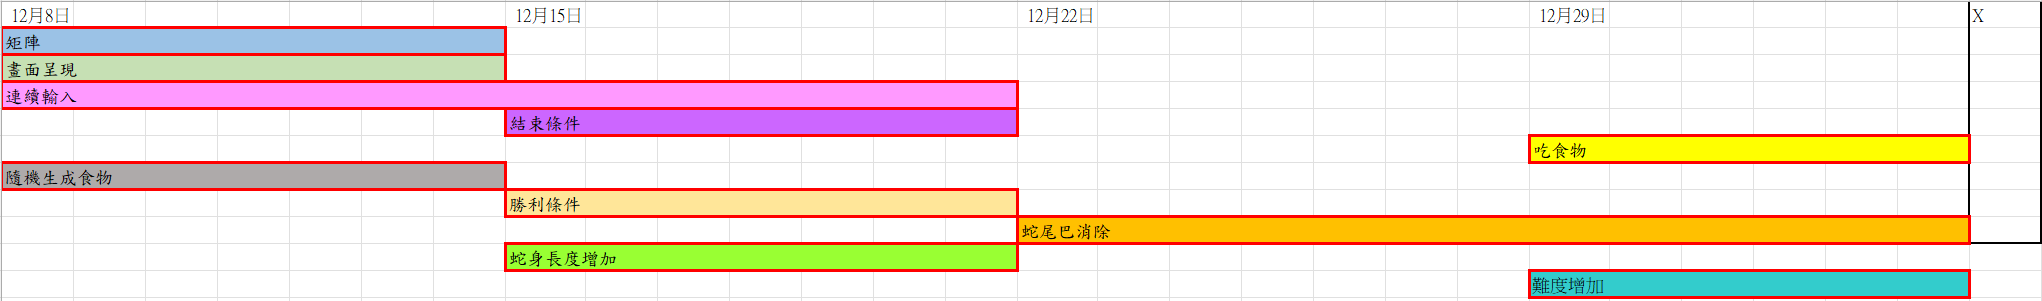 12月8日 12月15日 12月22日 12月29日 X
矩陣
畫面呈現
連續輸入
結束條件
吃食物
隨機生成食物
勝利條件
蛇尾巴消除
蛇身長度增加
難度增加